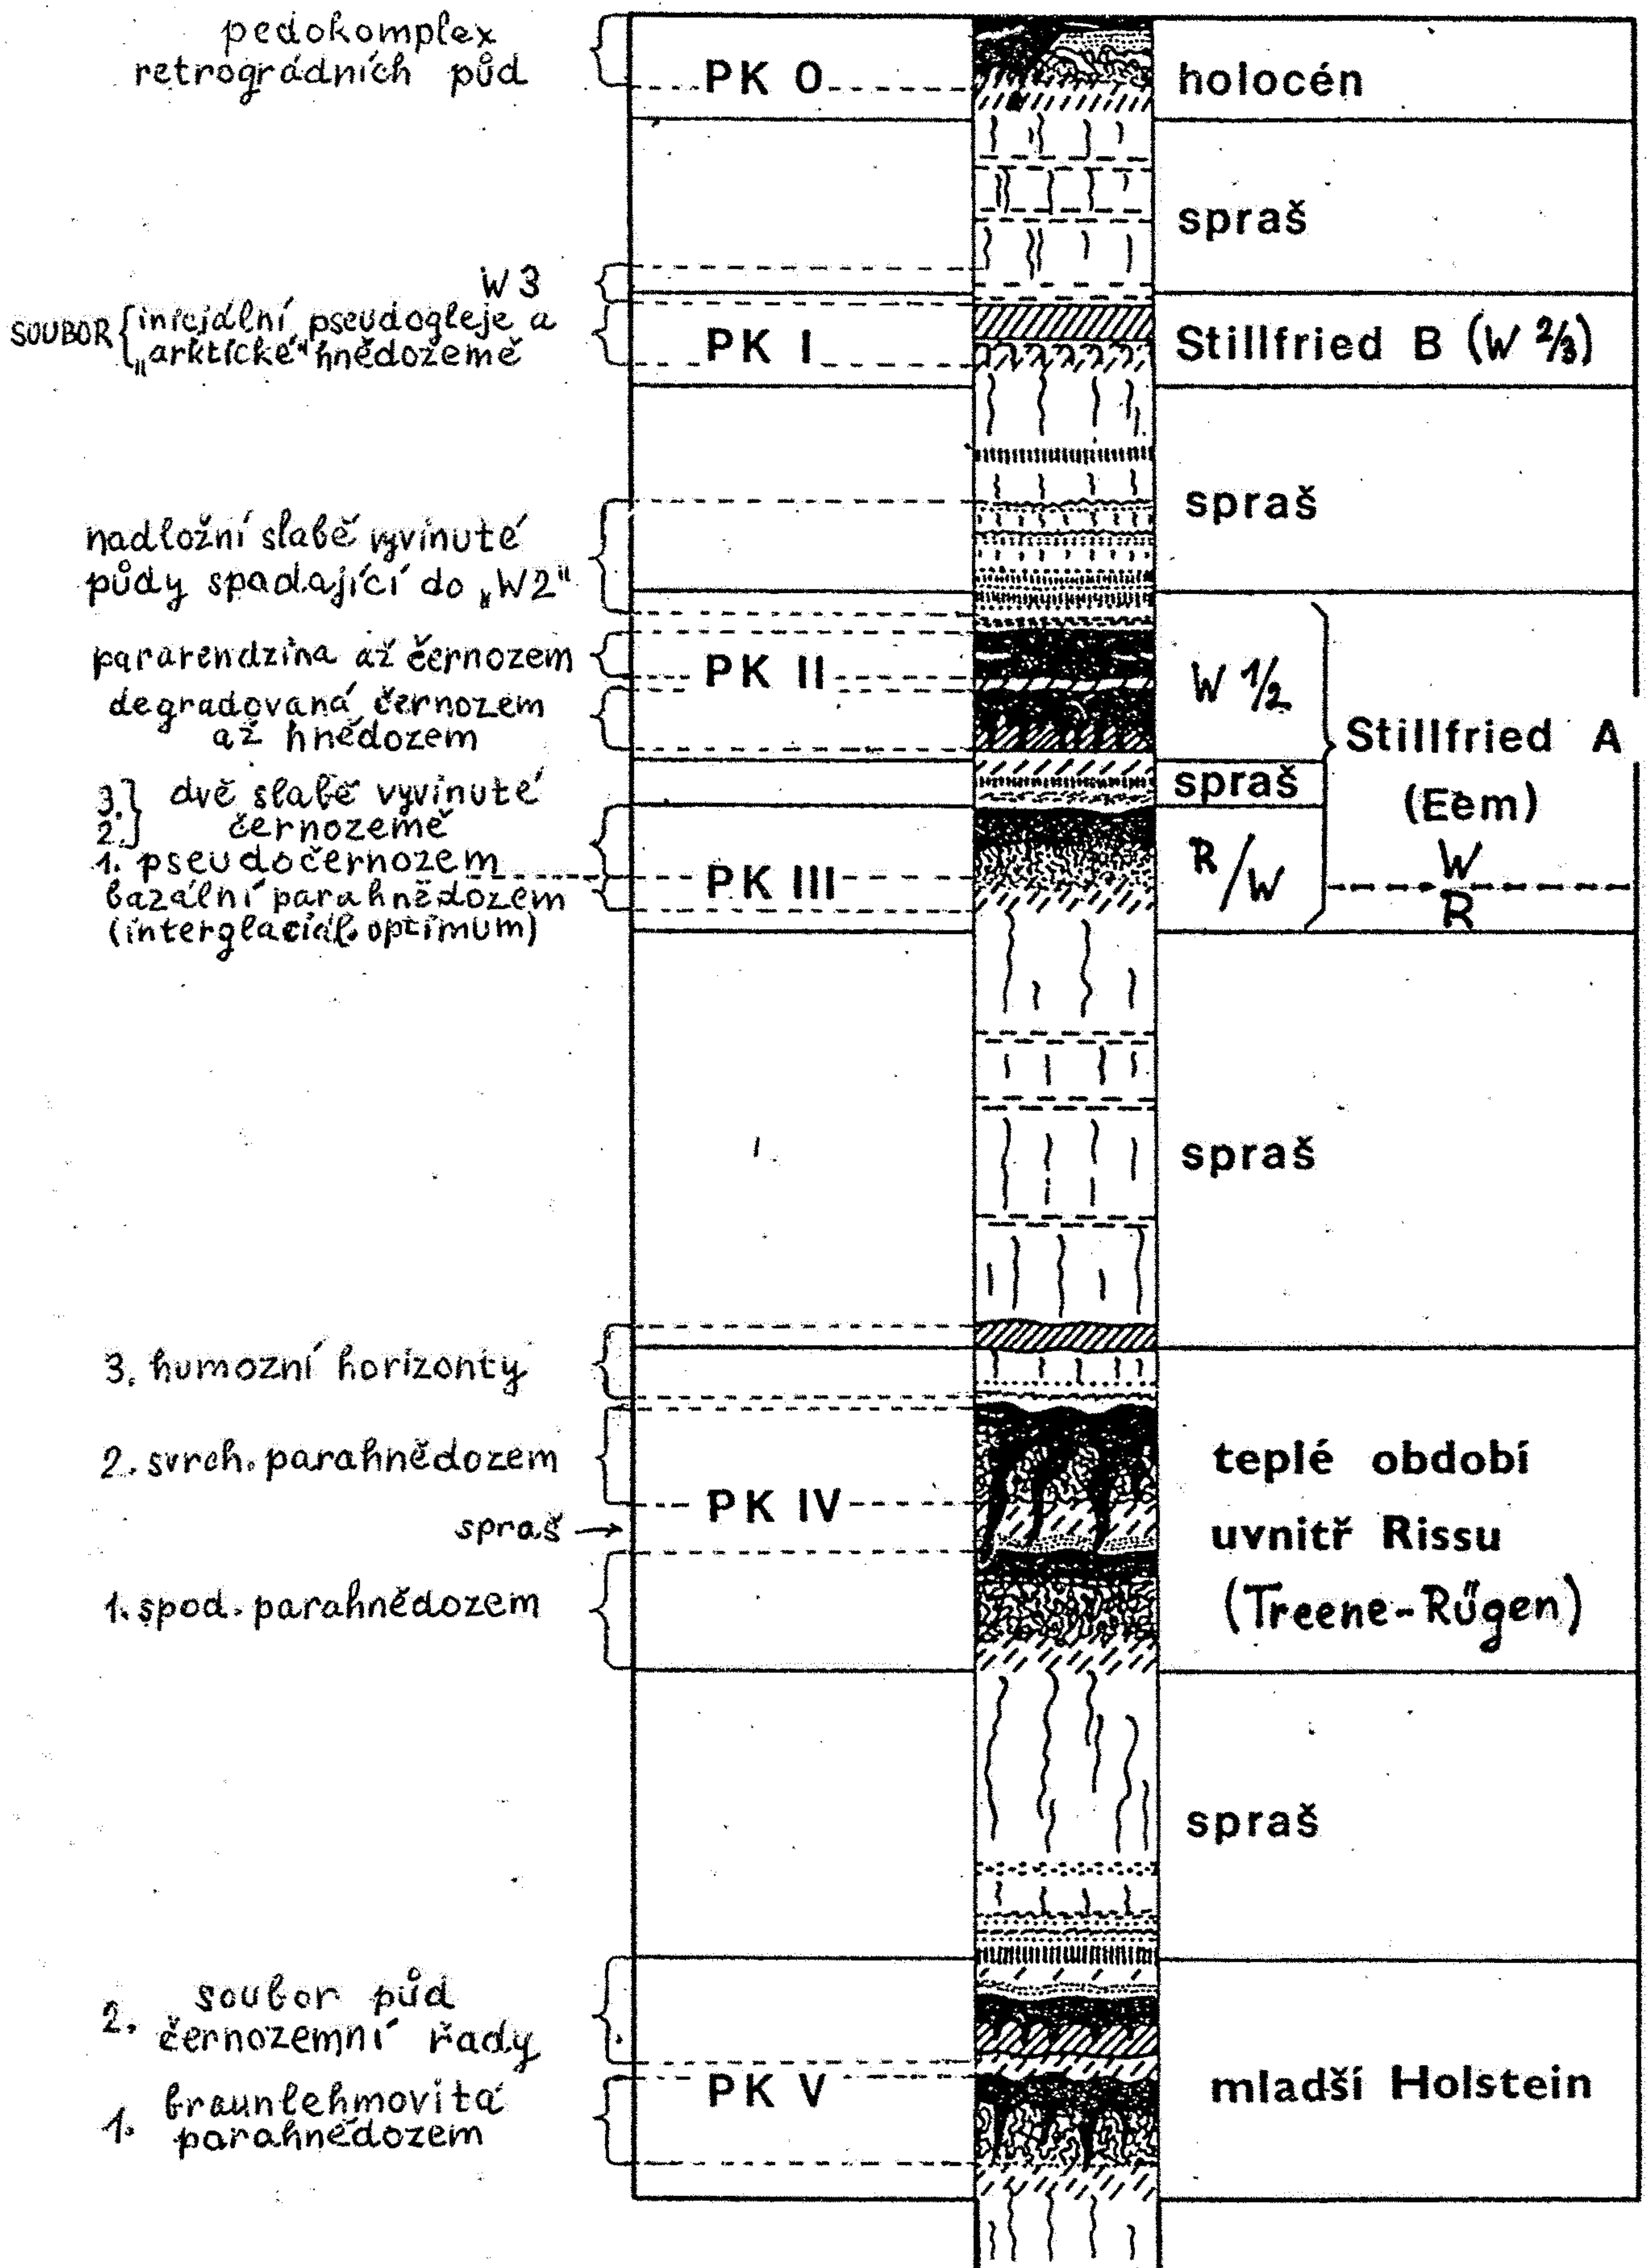 pedokomplex
retrográdních půd
PK 0
holocén
spraš
W 3
SOUBOR { iniciální pseudogleje a
„arktické“ hnědozemě
PK I
Stillfried B (W 2/3)
spraš
nadložní slabě vyvinuté
půdy spadající do „W2“
pararendzina až černozem
PK II
degradovaná černozem
až hnědozem
W 1/2
Stillfried A
(Eem)
W
R
3.} dvě slabě vyvinuté
2.} černozemě
spraš
1. pseudočernozem
PK III
R/W
bazální parahnědozem
(interglaciál. optimum)
spraš
3. humozní horizonty
2. svrch. parahnědozem
PK IV
spraš →
1. spod. parahnědozem
teplé období
uvnitř Rissu
(Treene-Rügen)
spraš
2. soubor půd
černozemní řady
PK V
1. braunlehmovitá
parahnědozem
mladší Holstein